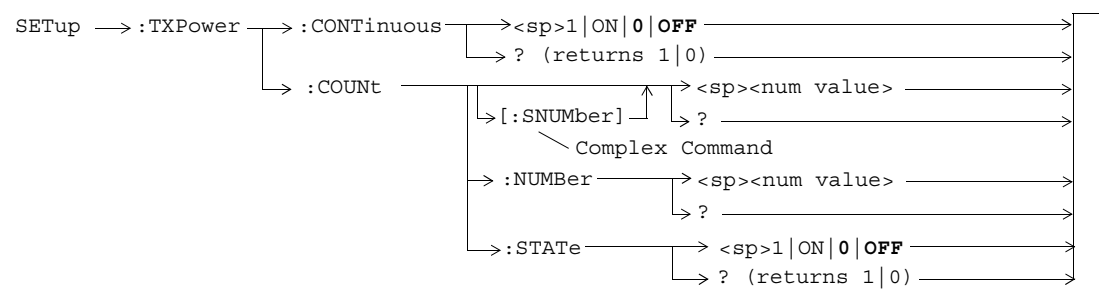 SETup :TXPower :CONTinuous <sp>1|ON|0|OFF
? (returns 1|0)
:COUNt <sp><num value>
[:SNUMber] ?
Complex Command
:NUMBer <sp><num value>
?
:STATe <sp>1|ON|0|OFF
? (returns 1|0)